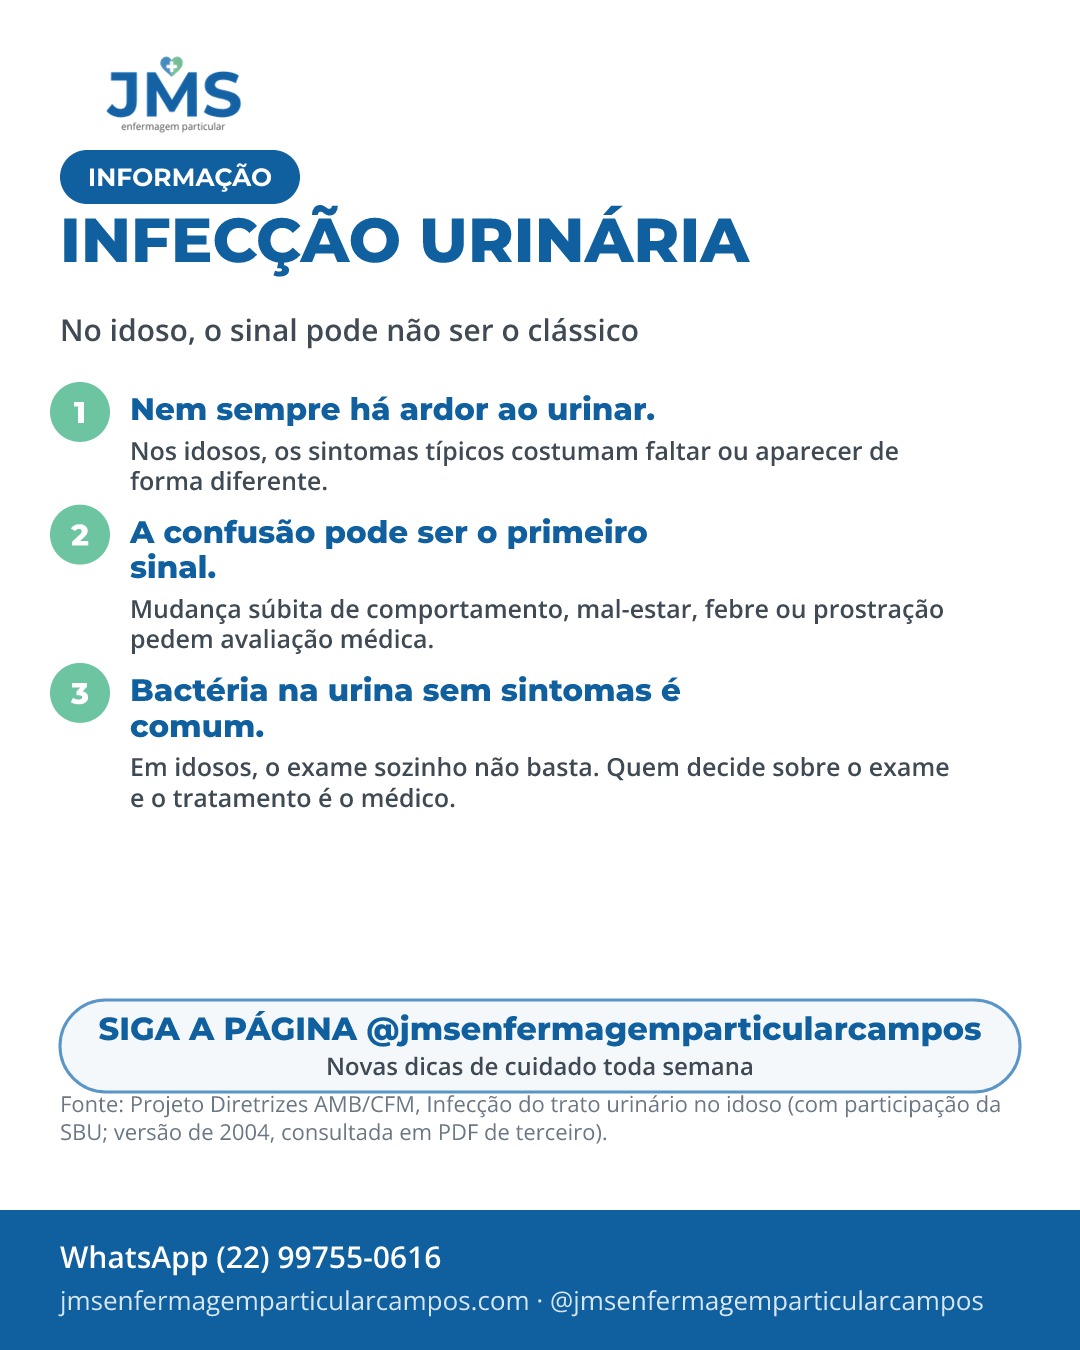 JMS
enfermagem particular
INFORMAÇÃO
INFECÇÃO URINÁRIA
No idoso, o sinal pode não ser o clássico
1
Nem sempre há ardor ao urinar.
Nos idosos, os sintomas típicos costumam faltar ou aparecer de
forma diferente.
2
A confusão pode ser o primeiro
sinal.
Mudança súbita de comportamento, mal-estar, febre ou prostração
pedem avaliação médica.
3
Bactéria na urina sem sintomas é
comum.
Em idosos, o exame sozinho não basta. Quem decide sobre o exame
e o tratamento é o médico.
SIGA A PÁGINA @jmsenfermagemparticularcampos
Novas dicas de cuidado toda semana
Fonte: Projeto Diretrizes AMB/CFM, Infecção do trato urinário no idoso (com participação da
SBU; versão de 2004, consultada em PDF de terceiro).
WhatsApp (22) 99755-0616
jmsenfermagemparticularcampos.com · @jmsenfermagemparticularcampos